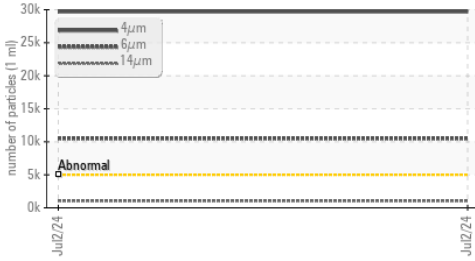 30k
25k
20k
15k
10k
5k
0k
number of particles (1 ml)
4µm
6µm
14µm
Abnormal
Jul2/24
Jul2/24